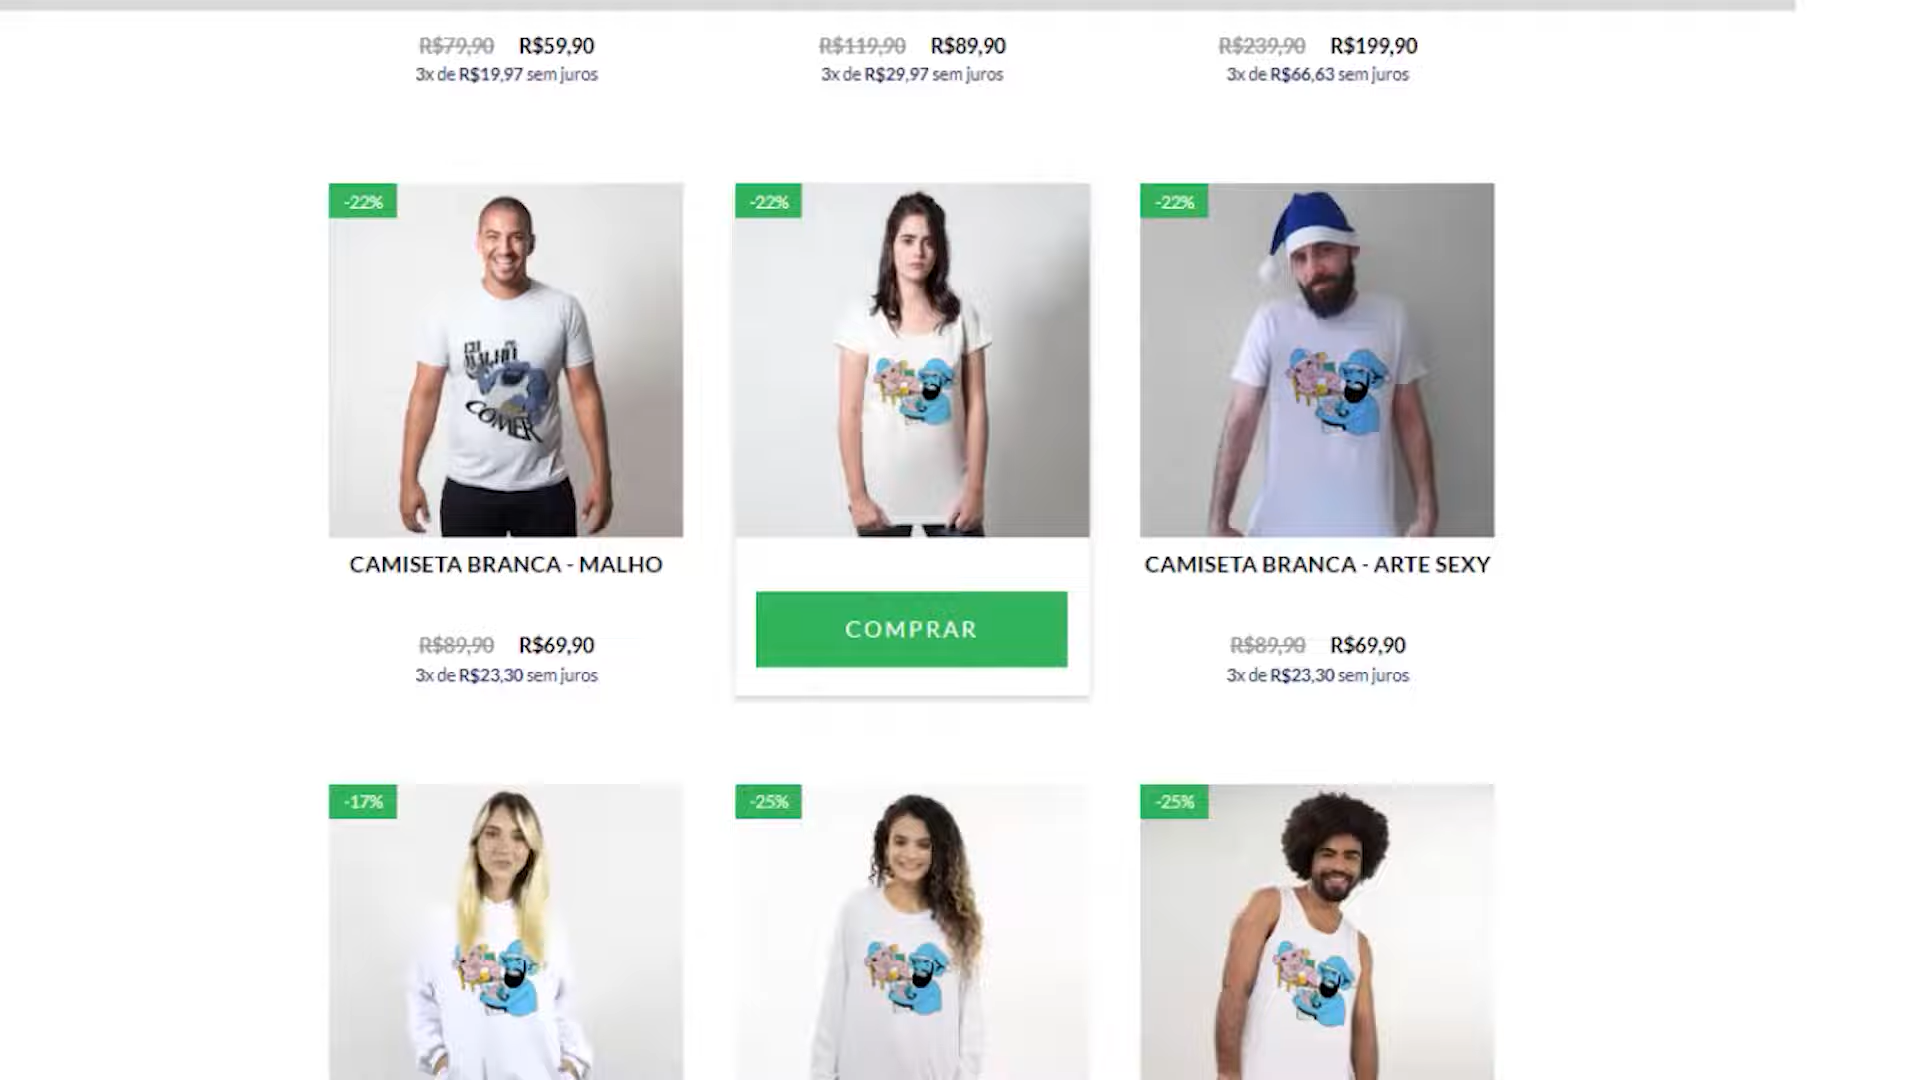 R$79,90 R$59,90
3x de R$19,97 sem juros
R$119,90 R$89,90
3x de R$29,97 sem juros
R$239,90 R$199,90
3x de R$66,63 sem juros
-22%
-22%
-22%
EU
MALHO
COMER
CAMISETA BRANCA - MALHO
R$89,90 R$69,90
3x de R$23,30 sem juros
COMPRAR
CAMISETA BRANCA - ARTE SEXY
R$89,90 R$69,90
3x de R$23,30 sem juros
-17%
-25%
-25%